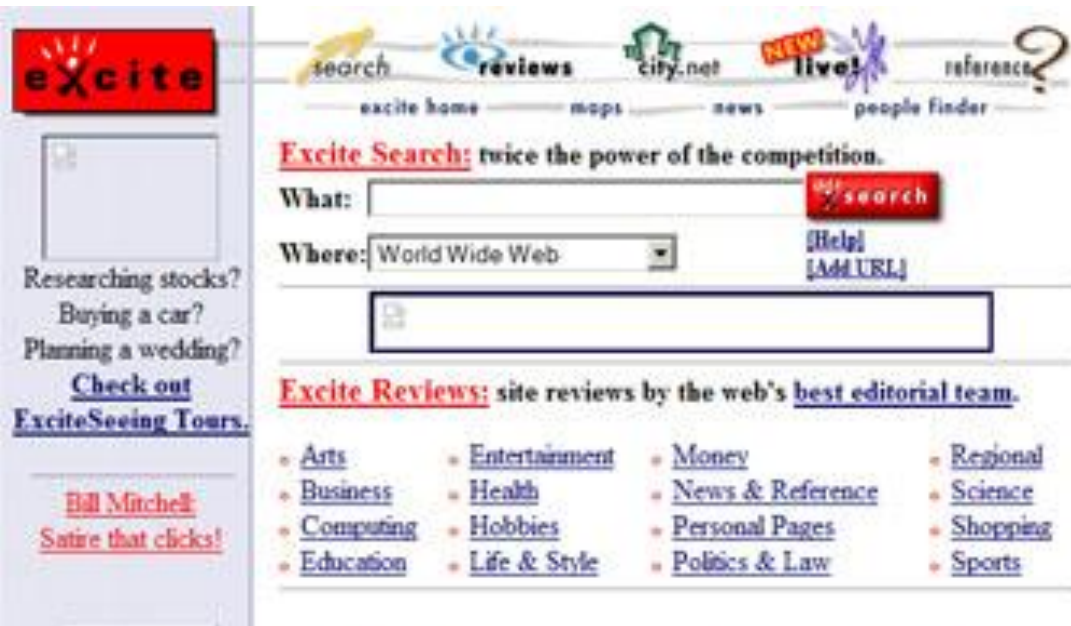 excite
search reviews city.net NEW live! reference
excite home maps news people finder
Researching stocks?
Buying a car?
Planning a wedding?
Check out
ExciteSeeing Tours.
Bill Mitchell:
Satire that clicks!
Excite Search: twice the power of the competition.
What: search
Where: World Wide Web
[Help]
[Add URL]
Excite Reviews: site reviews by the web's best editorial team.
Arts Entertainment Money Regional
Business Health News & Reference Science
Computing Hobbies Personal Pages Shopping
Education Life & Style Politics & Law Sports